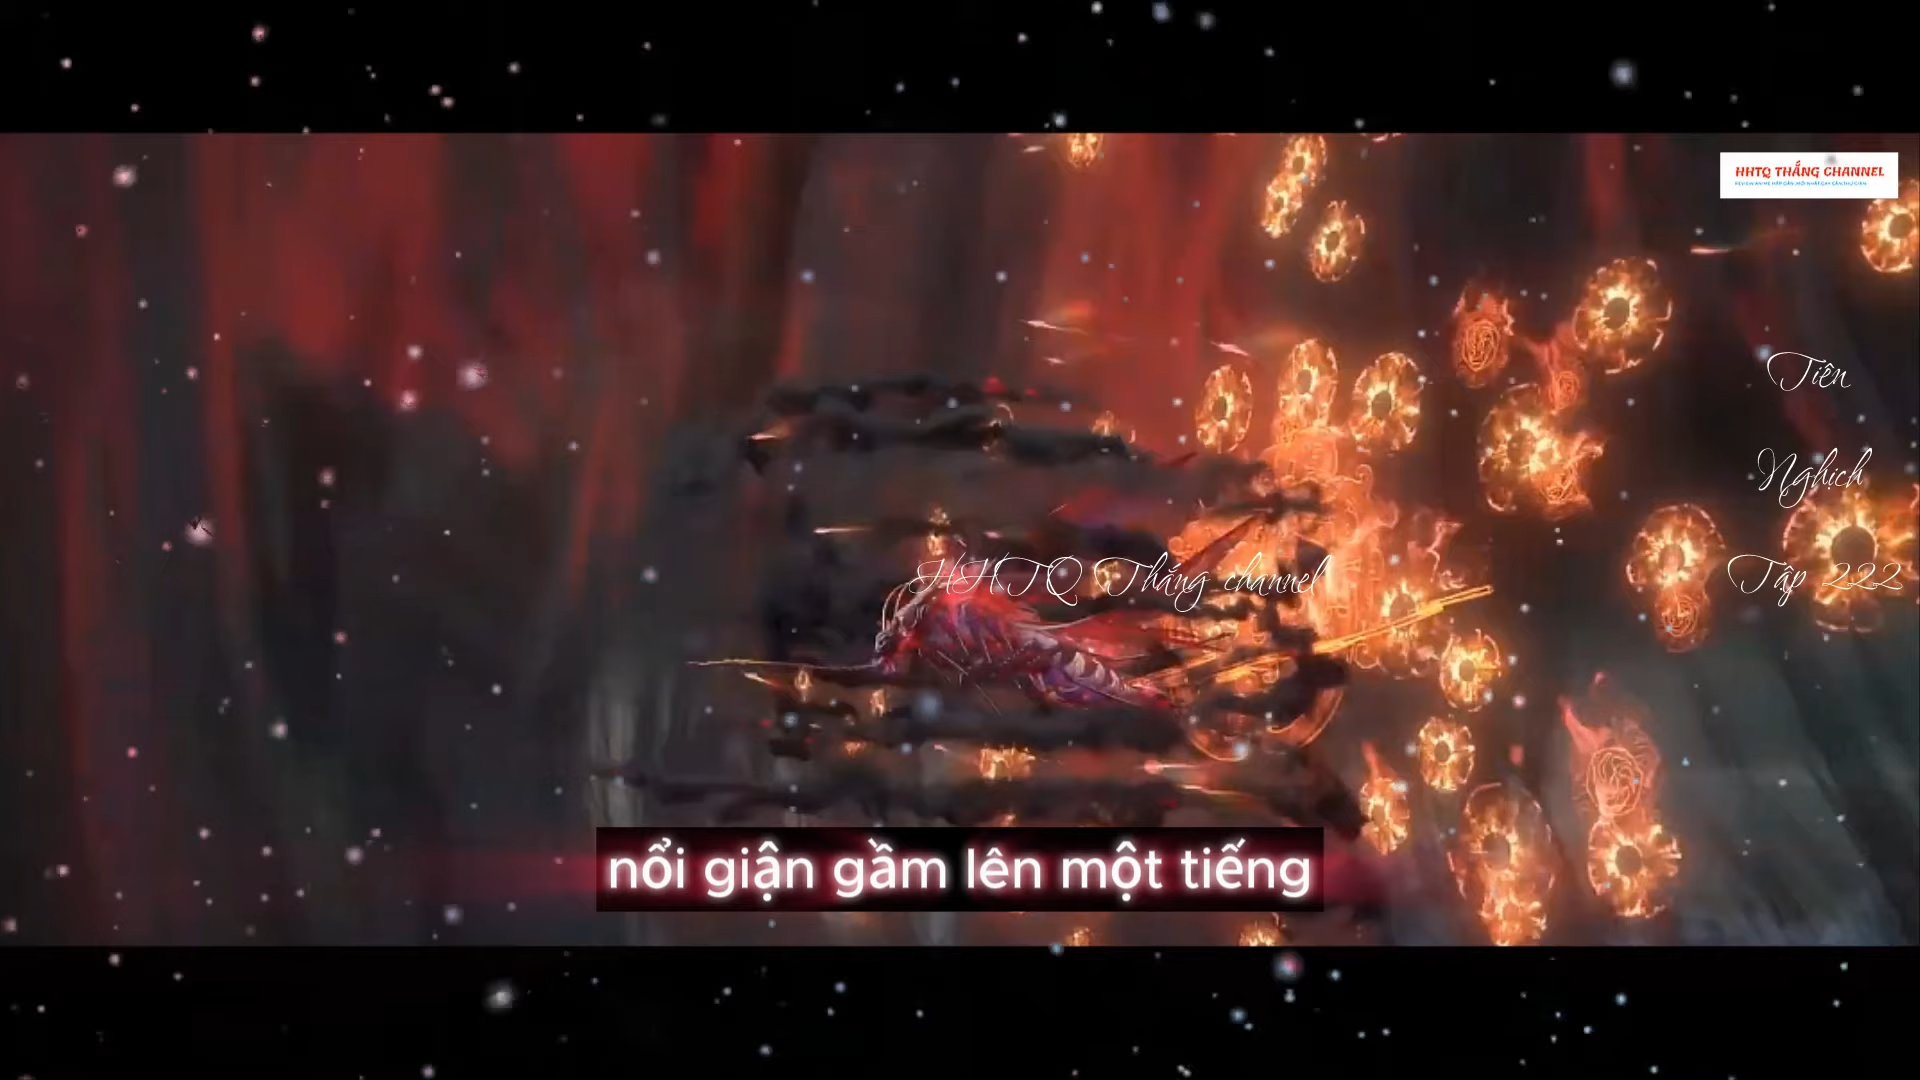 HHTQ THẮNG CHANNEL
Tiên
Nghịch
HHTQ Thắng channel
Tập 222
nổi giận gầm lên một tiếng